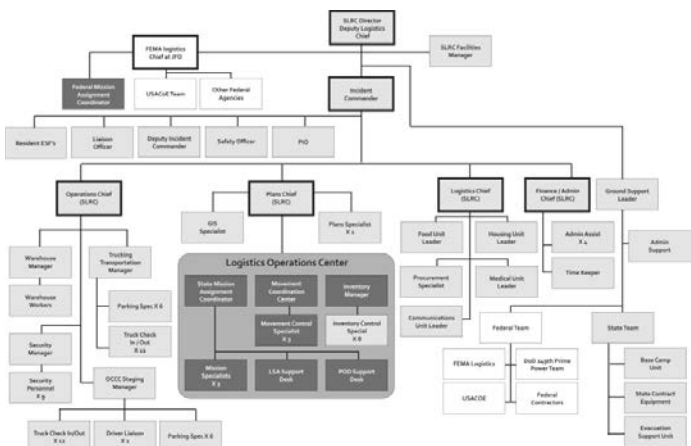 SLRC Director
Deputy Logistics
Chief
FEMA logistics
Chief at JFO
SLRC Facilities
Manager
Federal Mission
Assignment
Coordinator
USACoE Team
Other Federal
Agencies
Incident
Commander
Resident ESF's
Liaison
Officer
Deputy Incident
Commander
Safety Officer
PIO
Operations Chief
(SLRC)
Plans Chief
(SLRC)
Logistics Chief
(SLRC)
Finance / Admin
Chief (SLRC)
Ground Support
Leader
GIS
Specialist
Plans Specialist
X 1
Food Unit
Leader
Housing Unit
Leader
Admin Assist
X 4
Admin
Support
Warehouse
Manager
Trucking
Transportation
Manager
Logistics Operations Center
Procurement
Specialist
Medical Unit
Leader
Time Keeper
State Mission
Assignment
Coordinator
Movement
Coordination
Center
Inventory
Manager
Warehouse
Workers
Parking Spec X 6
Communications
Unit Leader
Federal Team
State Team
Movement Control
Specialist
X 3
Inventory Control
Special
X 6
Truck Check
In / Out
X 12
Security
Manager
FEMA Logistics
DoD 249th Prime
Power Team
Base Camp
Unit
Mission
Specialists
X 3
LSA Support
Desk
POD Support
Desk
Security
Personnel
X 9
OCCC Staging
Manager
USACOE
Federal
Contractors
State Contract
Equipment
Truck Check In/Out
X 12
Driver Liaison
X 2
Parking Spec X 6
Evacuation
Support Unit